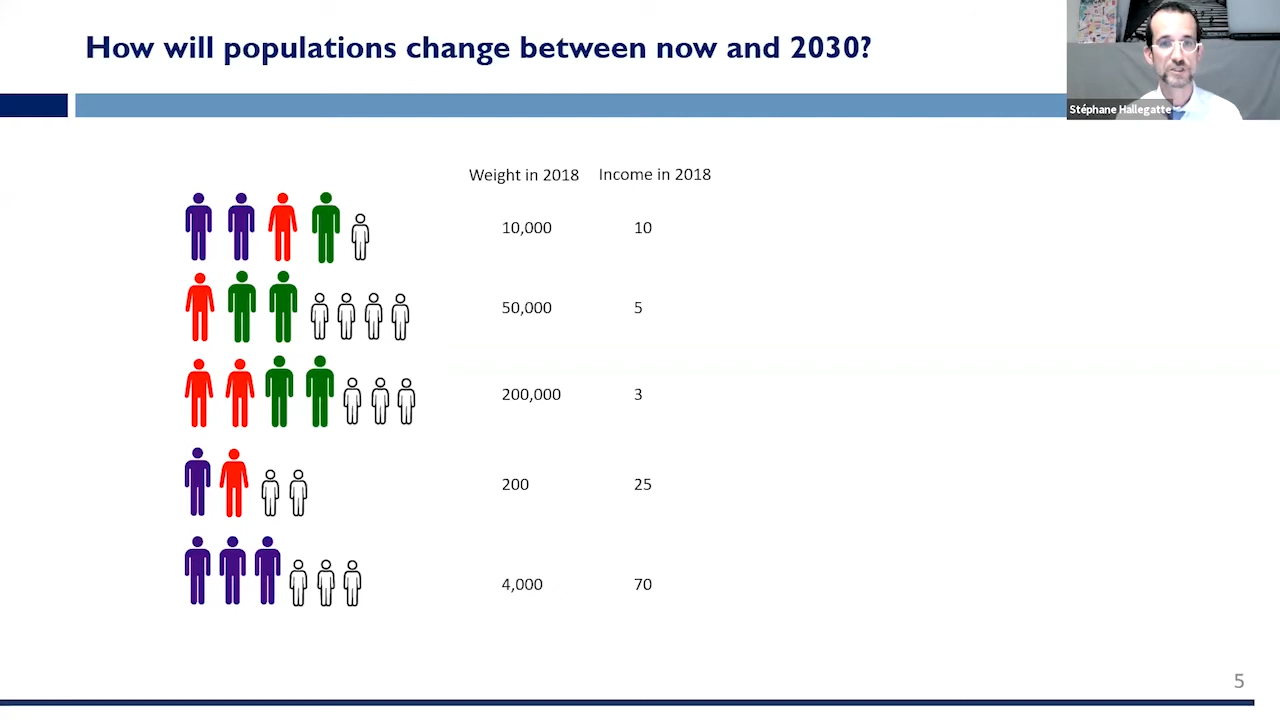 How will populations change between now and 2030?
Stéphane Hallegatte
Weight in 2018 Income in 2018
10,000 10
50,000 5
200,000 3
200 25
4,000 70
5